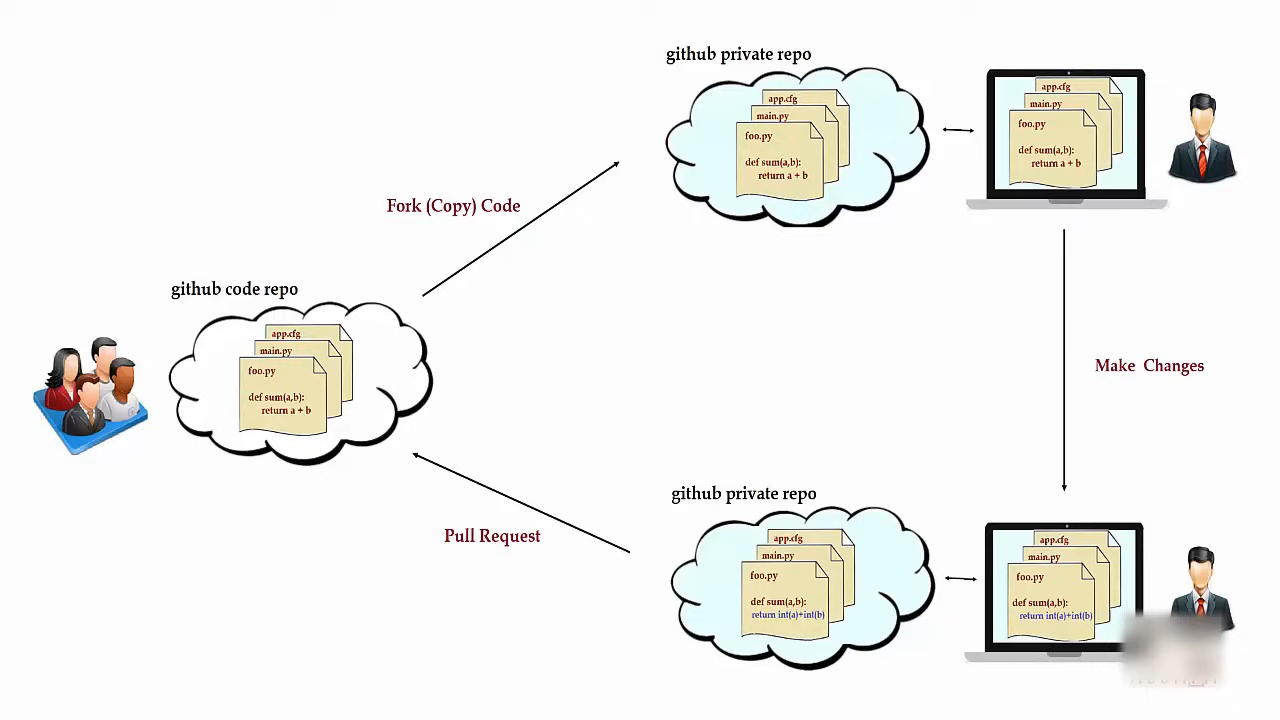 github private repo
app.cfg
main.py
foo.py
def sum(a,b):
return a + b
app.cfg
main.py
foo.py
def sum(a,b):
return a + b
Fork (Copy) Code
github code repo
app.cfg
main.py
foo.py
def sum(a,b):
return a + b
Make  Changes
Pull Request
github private repo
app.cfg
main.py
foo.py
def sum(a,b):
return int(a)+int(b)
app.cfg
main.py
foo.py
def sum(a,b):
return int(a)+int(b)